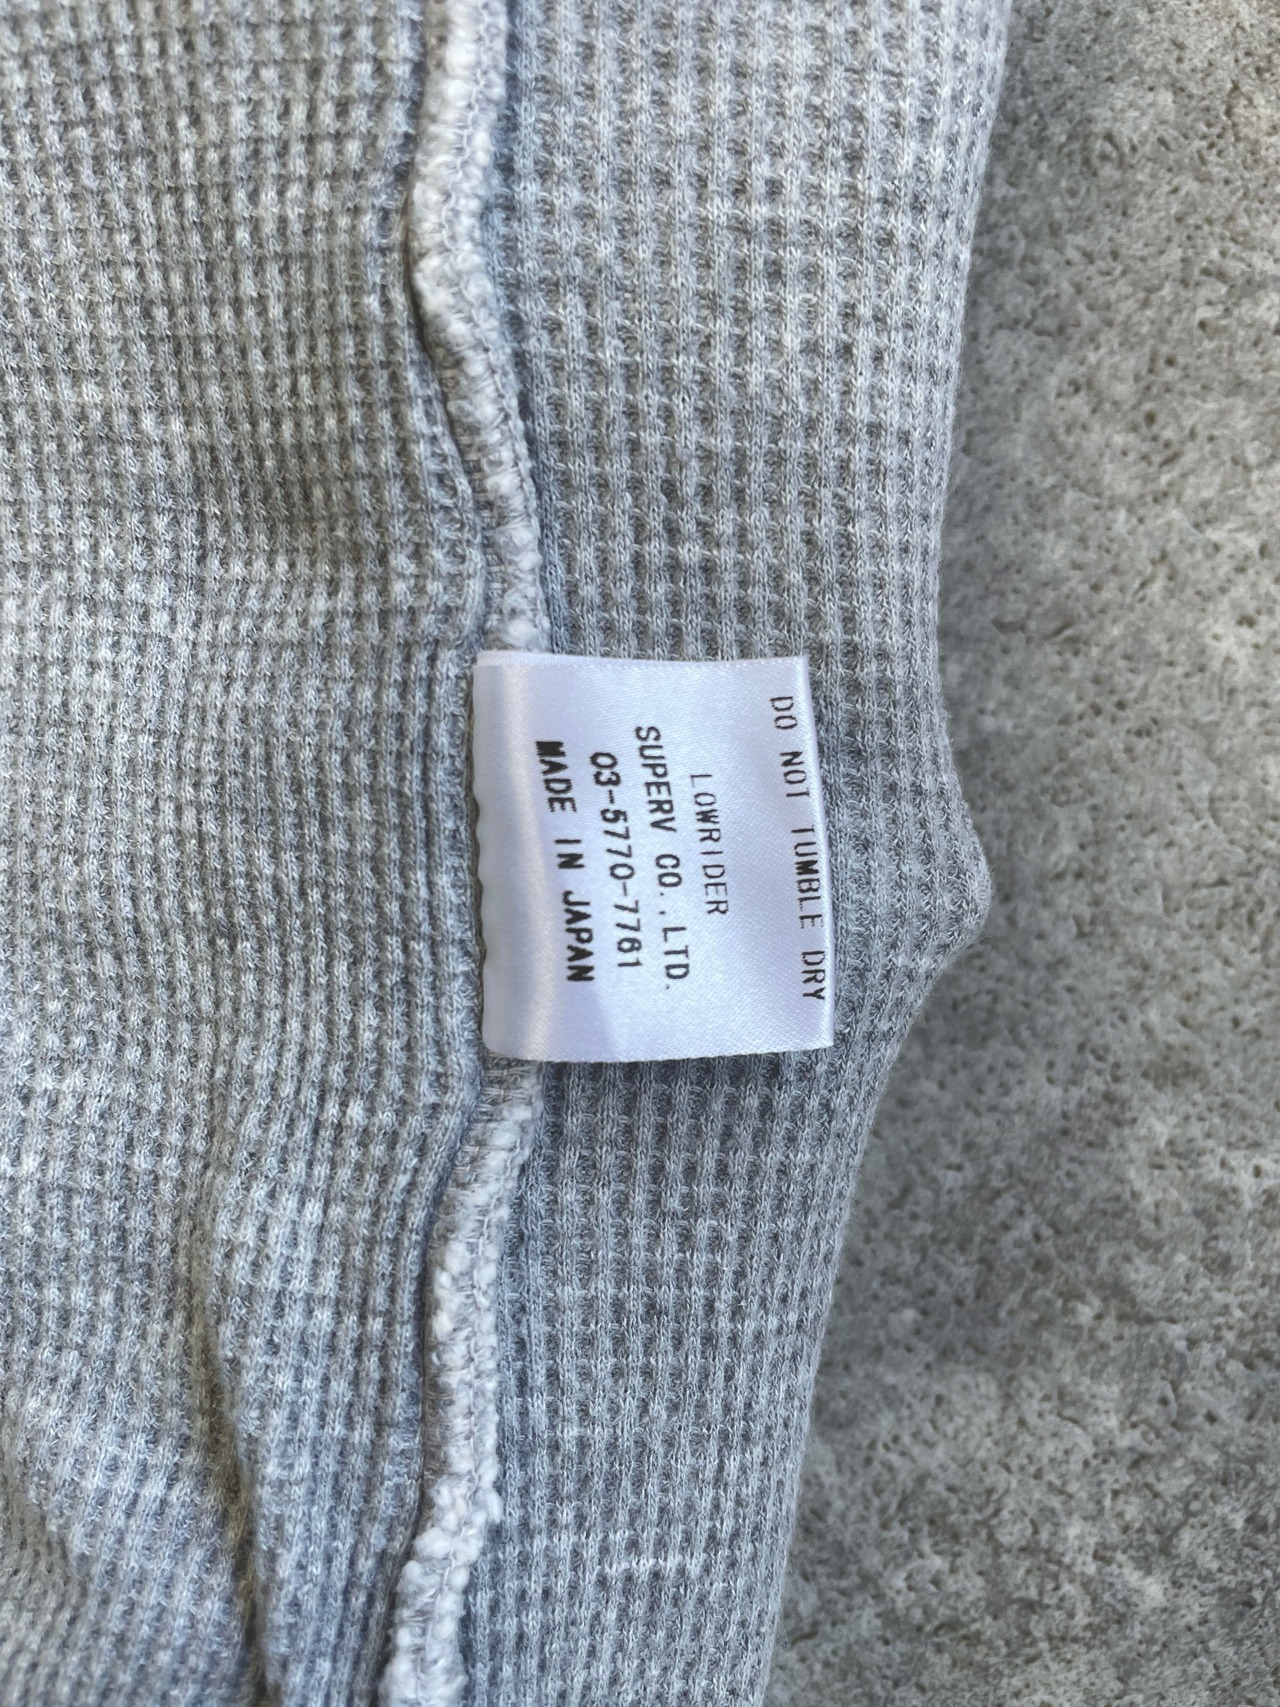 DO NOT TUMBLE DRY
LOWRIDER
SUPERV CO.,LTD.
03-5770-7761
MADE IN JAPAN